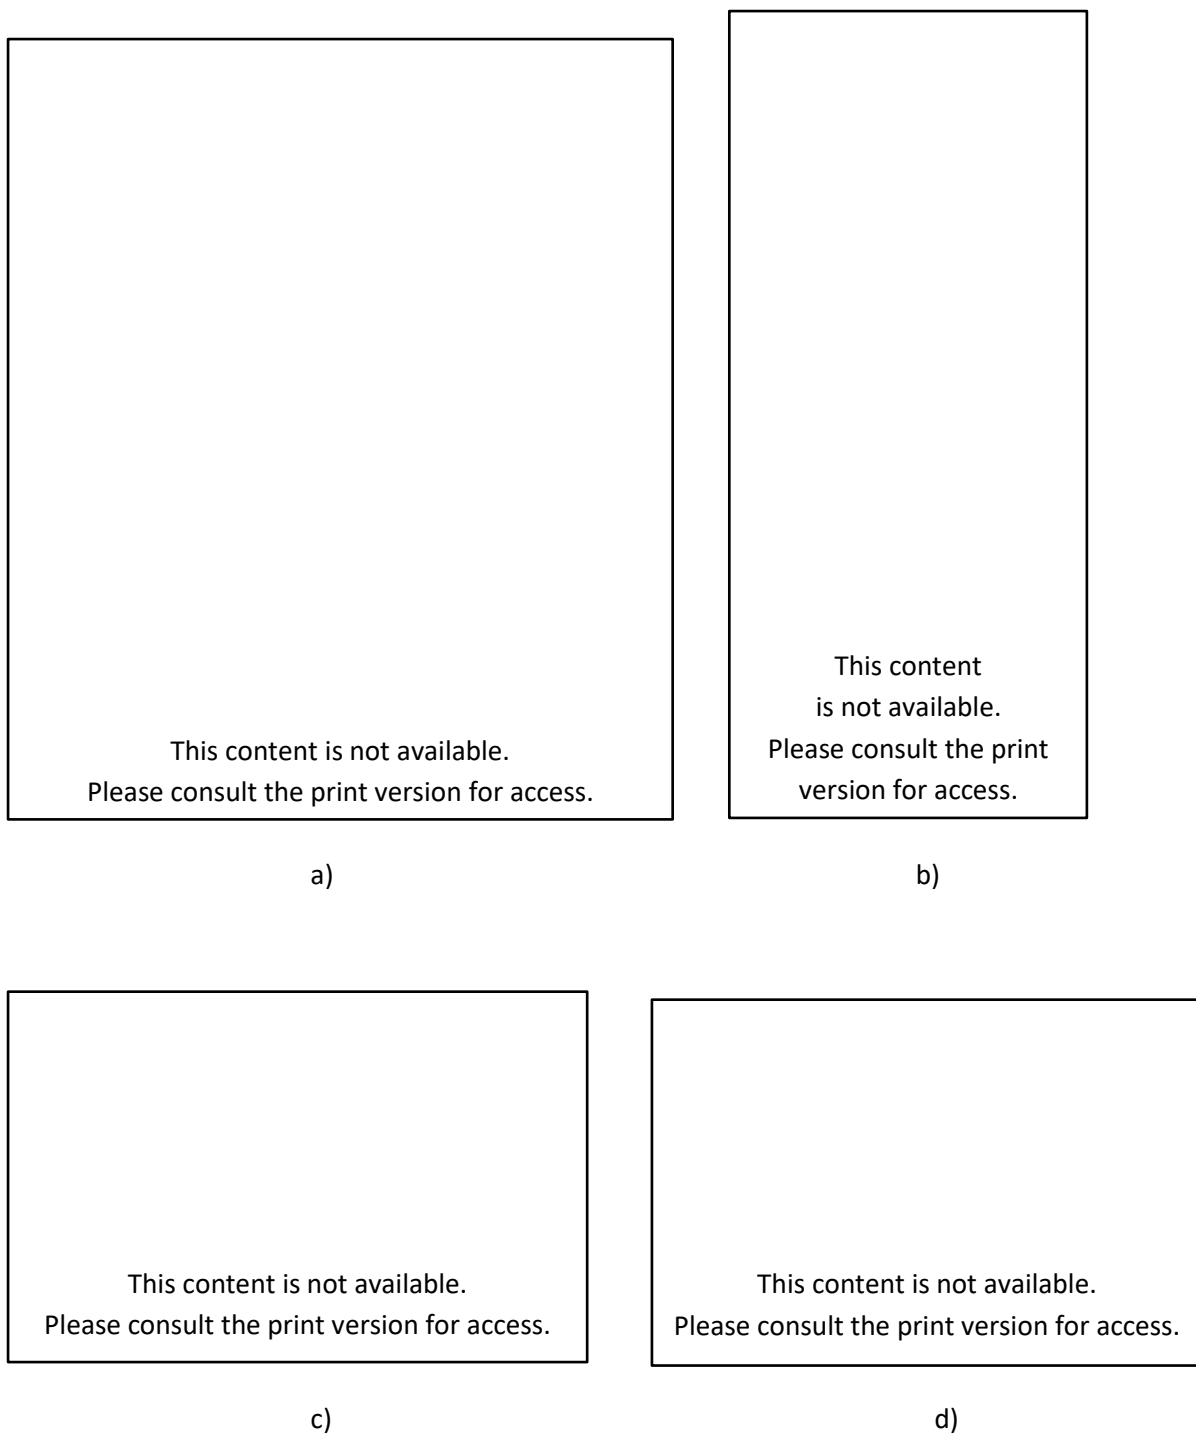 This content is not available.
Please consult the print version for access.
a)
This content
is not available.
Please consult the print
version for access.
b)
This content is not available.
Please consult the print version for access.
c)
This content is not available.
Please consult the print version for access.
d)